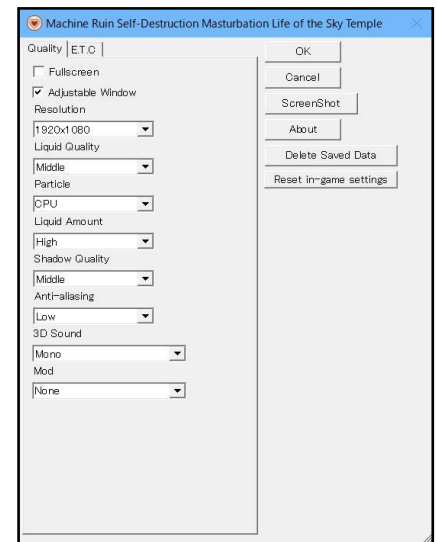 Machine Ruin Self-Destruction Masturbation Life of the Sky Temple
Quality
E.T.C
Fullscreen
Adjustable Window
Resolution
1920x1080
Liquid Quality
Middle
Particle
CPU
Liquid Amount
High
Shadow Quality
Middle
Anti-aliasing
Low
3D Sound
Mono
Mod
None
OK
Cancel
ScreenShot
About
Delete Saved Data
Reset in-game settings